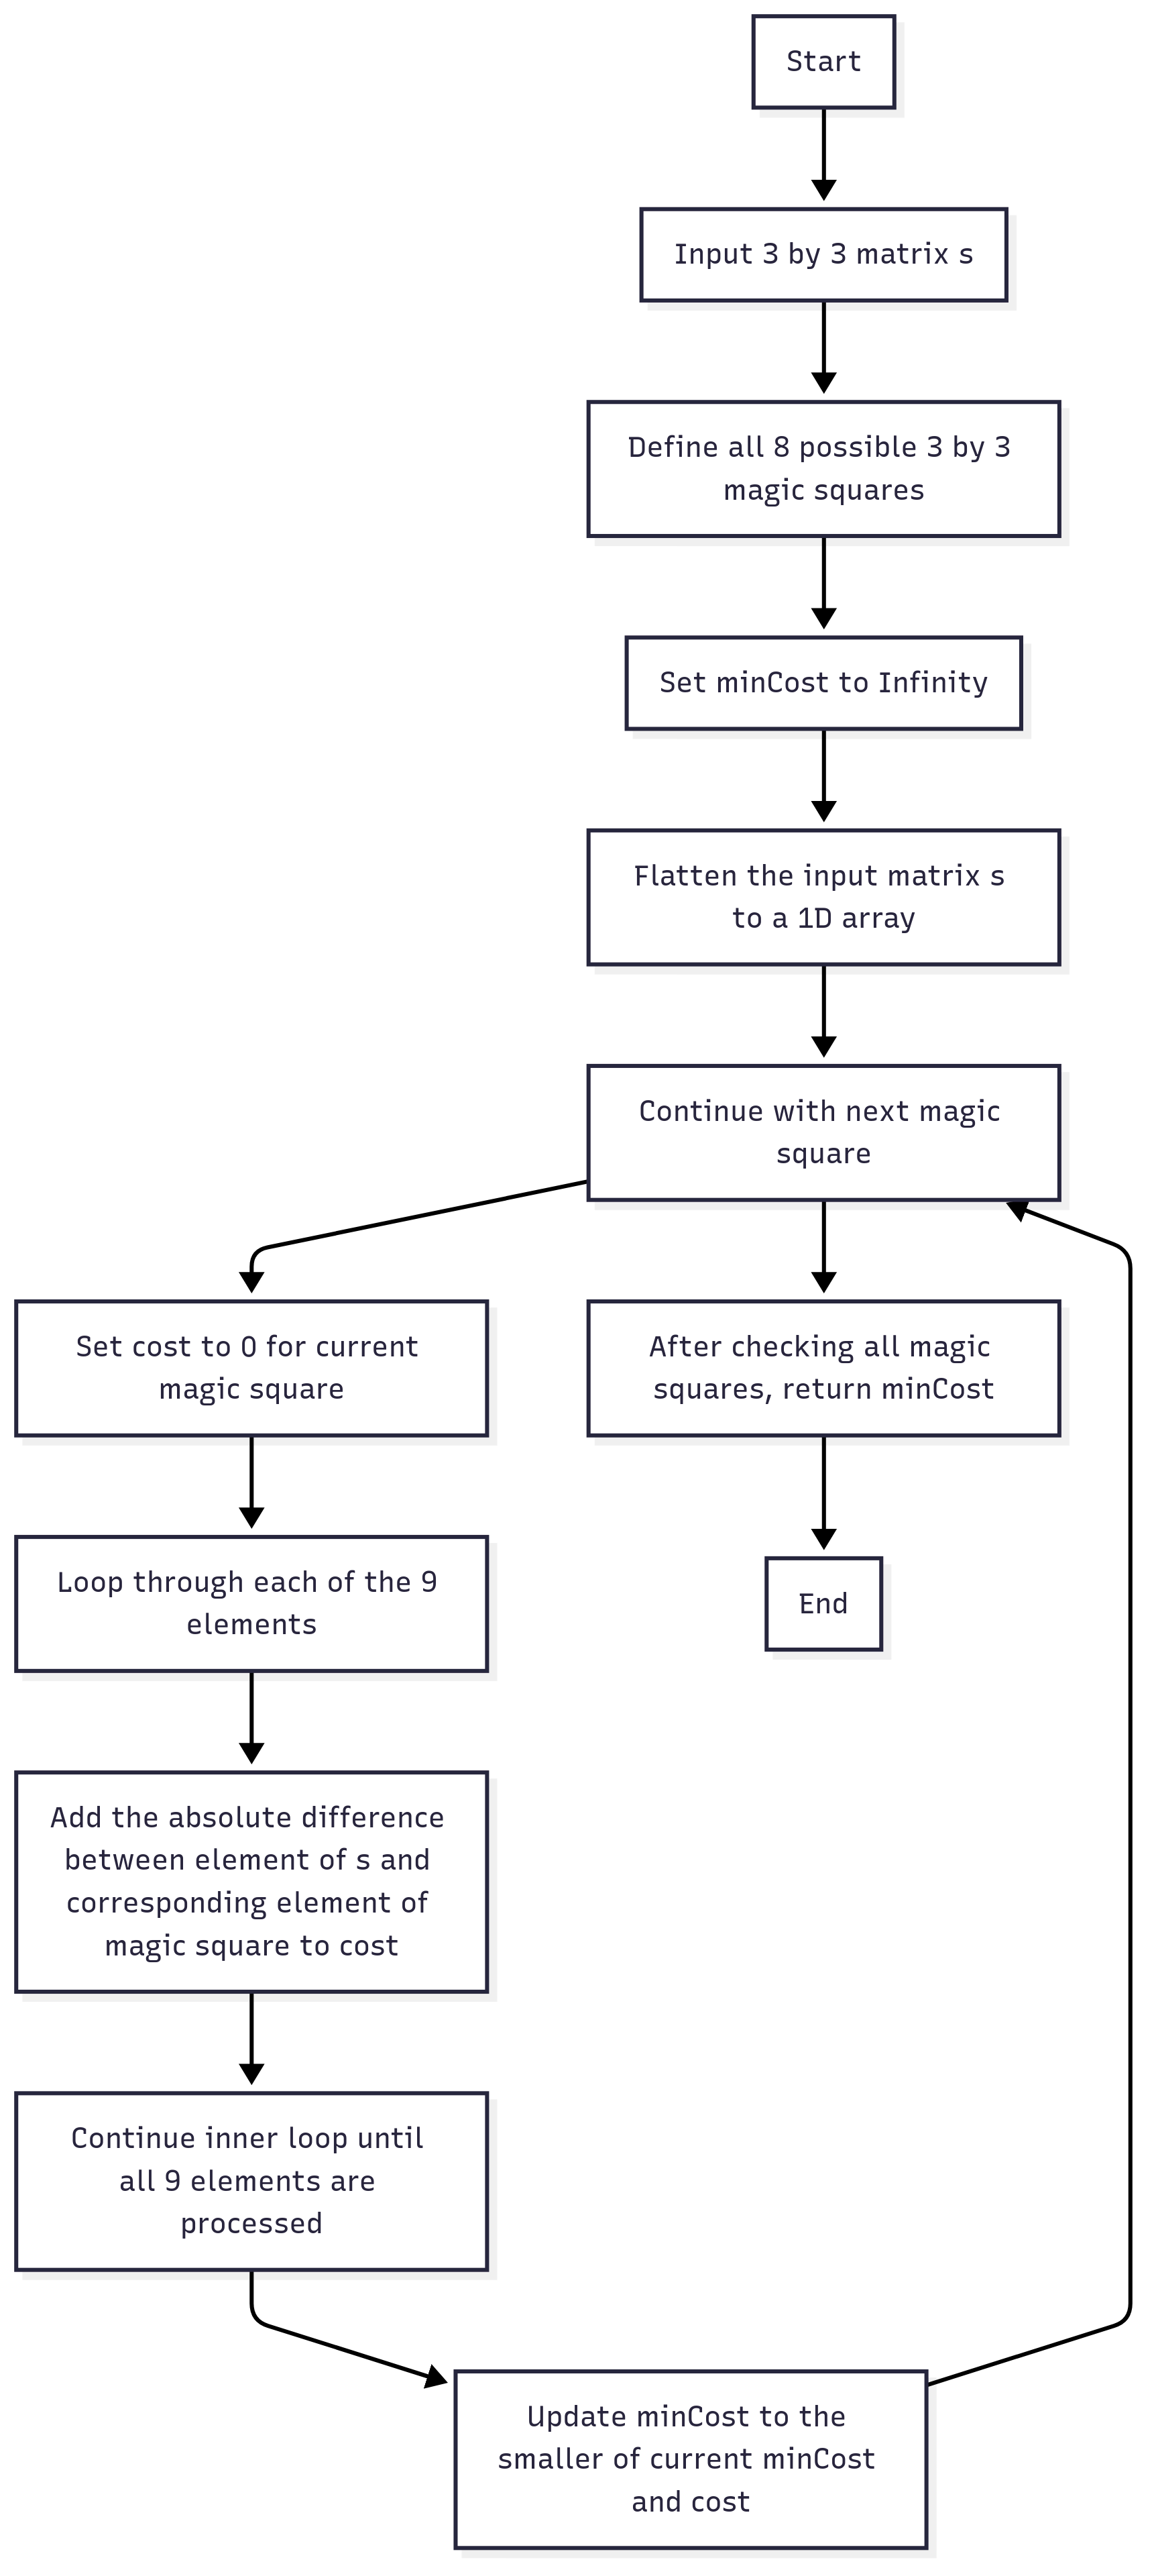 Start
Input 3 by 3 matrix s
Define all 8 possible 3 by 3
magic squares
Set minCost to Infinity
Flatten the input matrix s
to a 1D array
Continue with next magic
square
Set cost to 0 for current
magic square
After checking all magic
squares, return minCost
Loop through each of the 9
elements
End
Add the absolute difference
between element of s and
corresponding element of
magic square to cost
Continue inner loop until
all 9 elements are
processed
Update minCost to the
smaller of current minCost
and cost